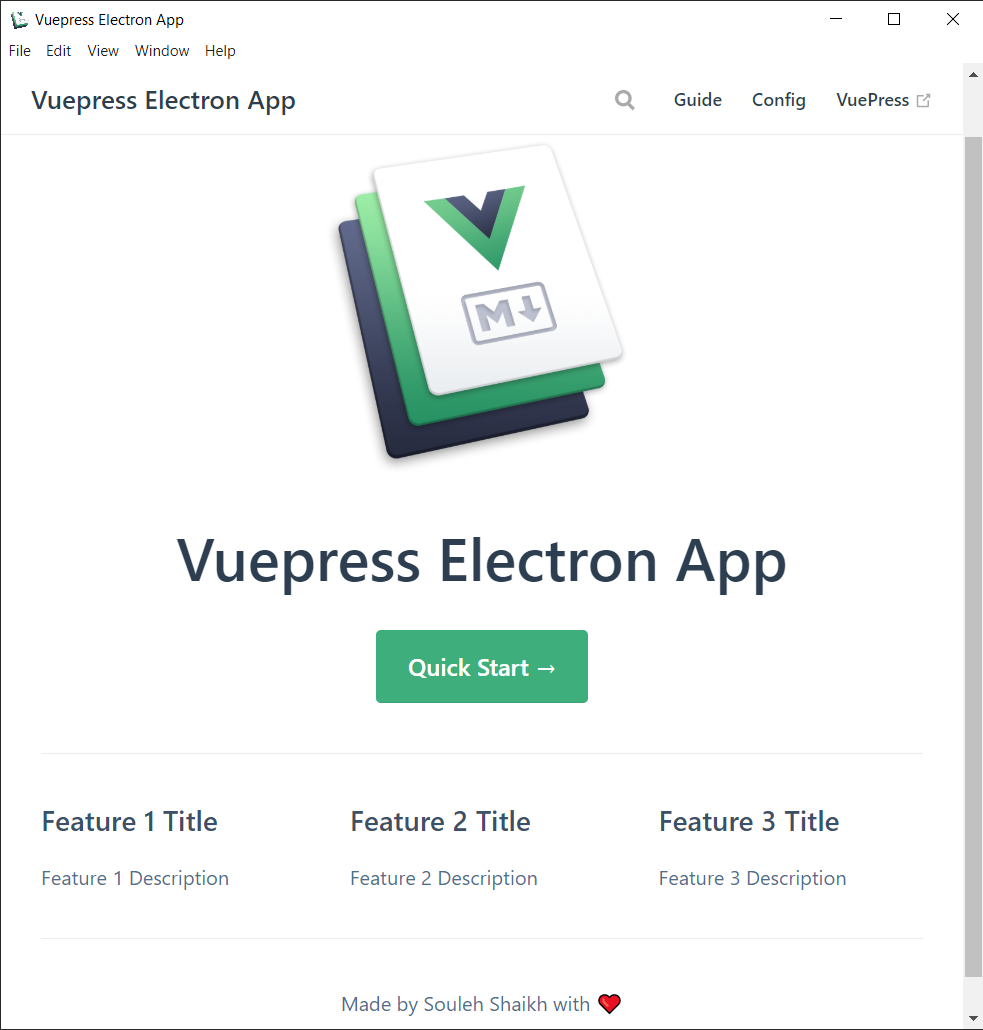 Vuepress Electron App
File Edit View Window Help
Vuepress Electron App Guide Config VuePress
M
Vuepress Electron App
Quick Start →
Feature 1 Title Feature 2 Title Feature 3 Title
Feature 1 Description Feature 2 Description Feature 3 Description
Made by Souleh Shaikh with ❤️